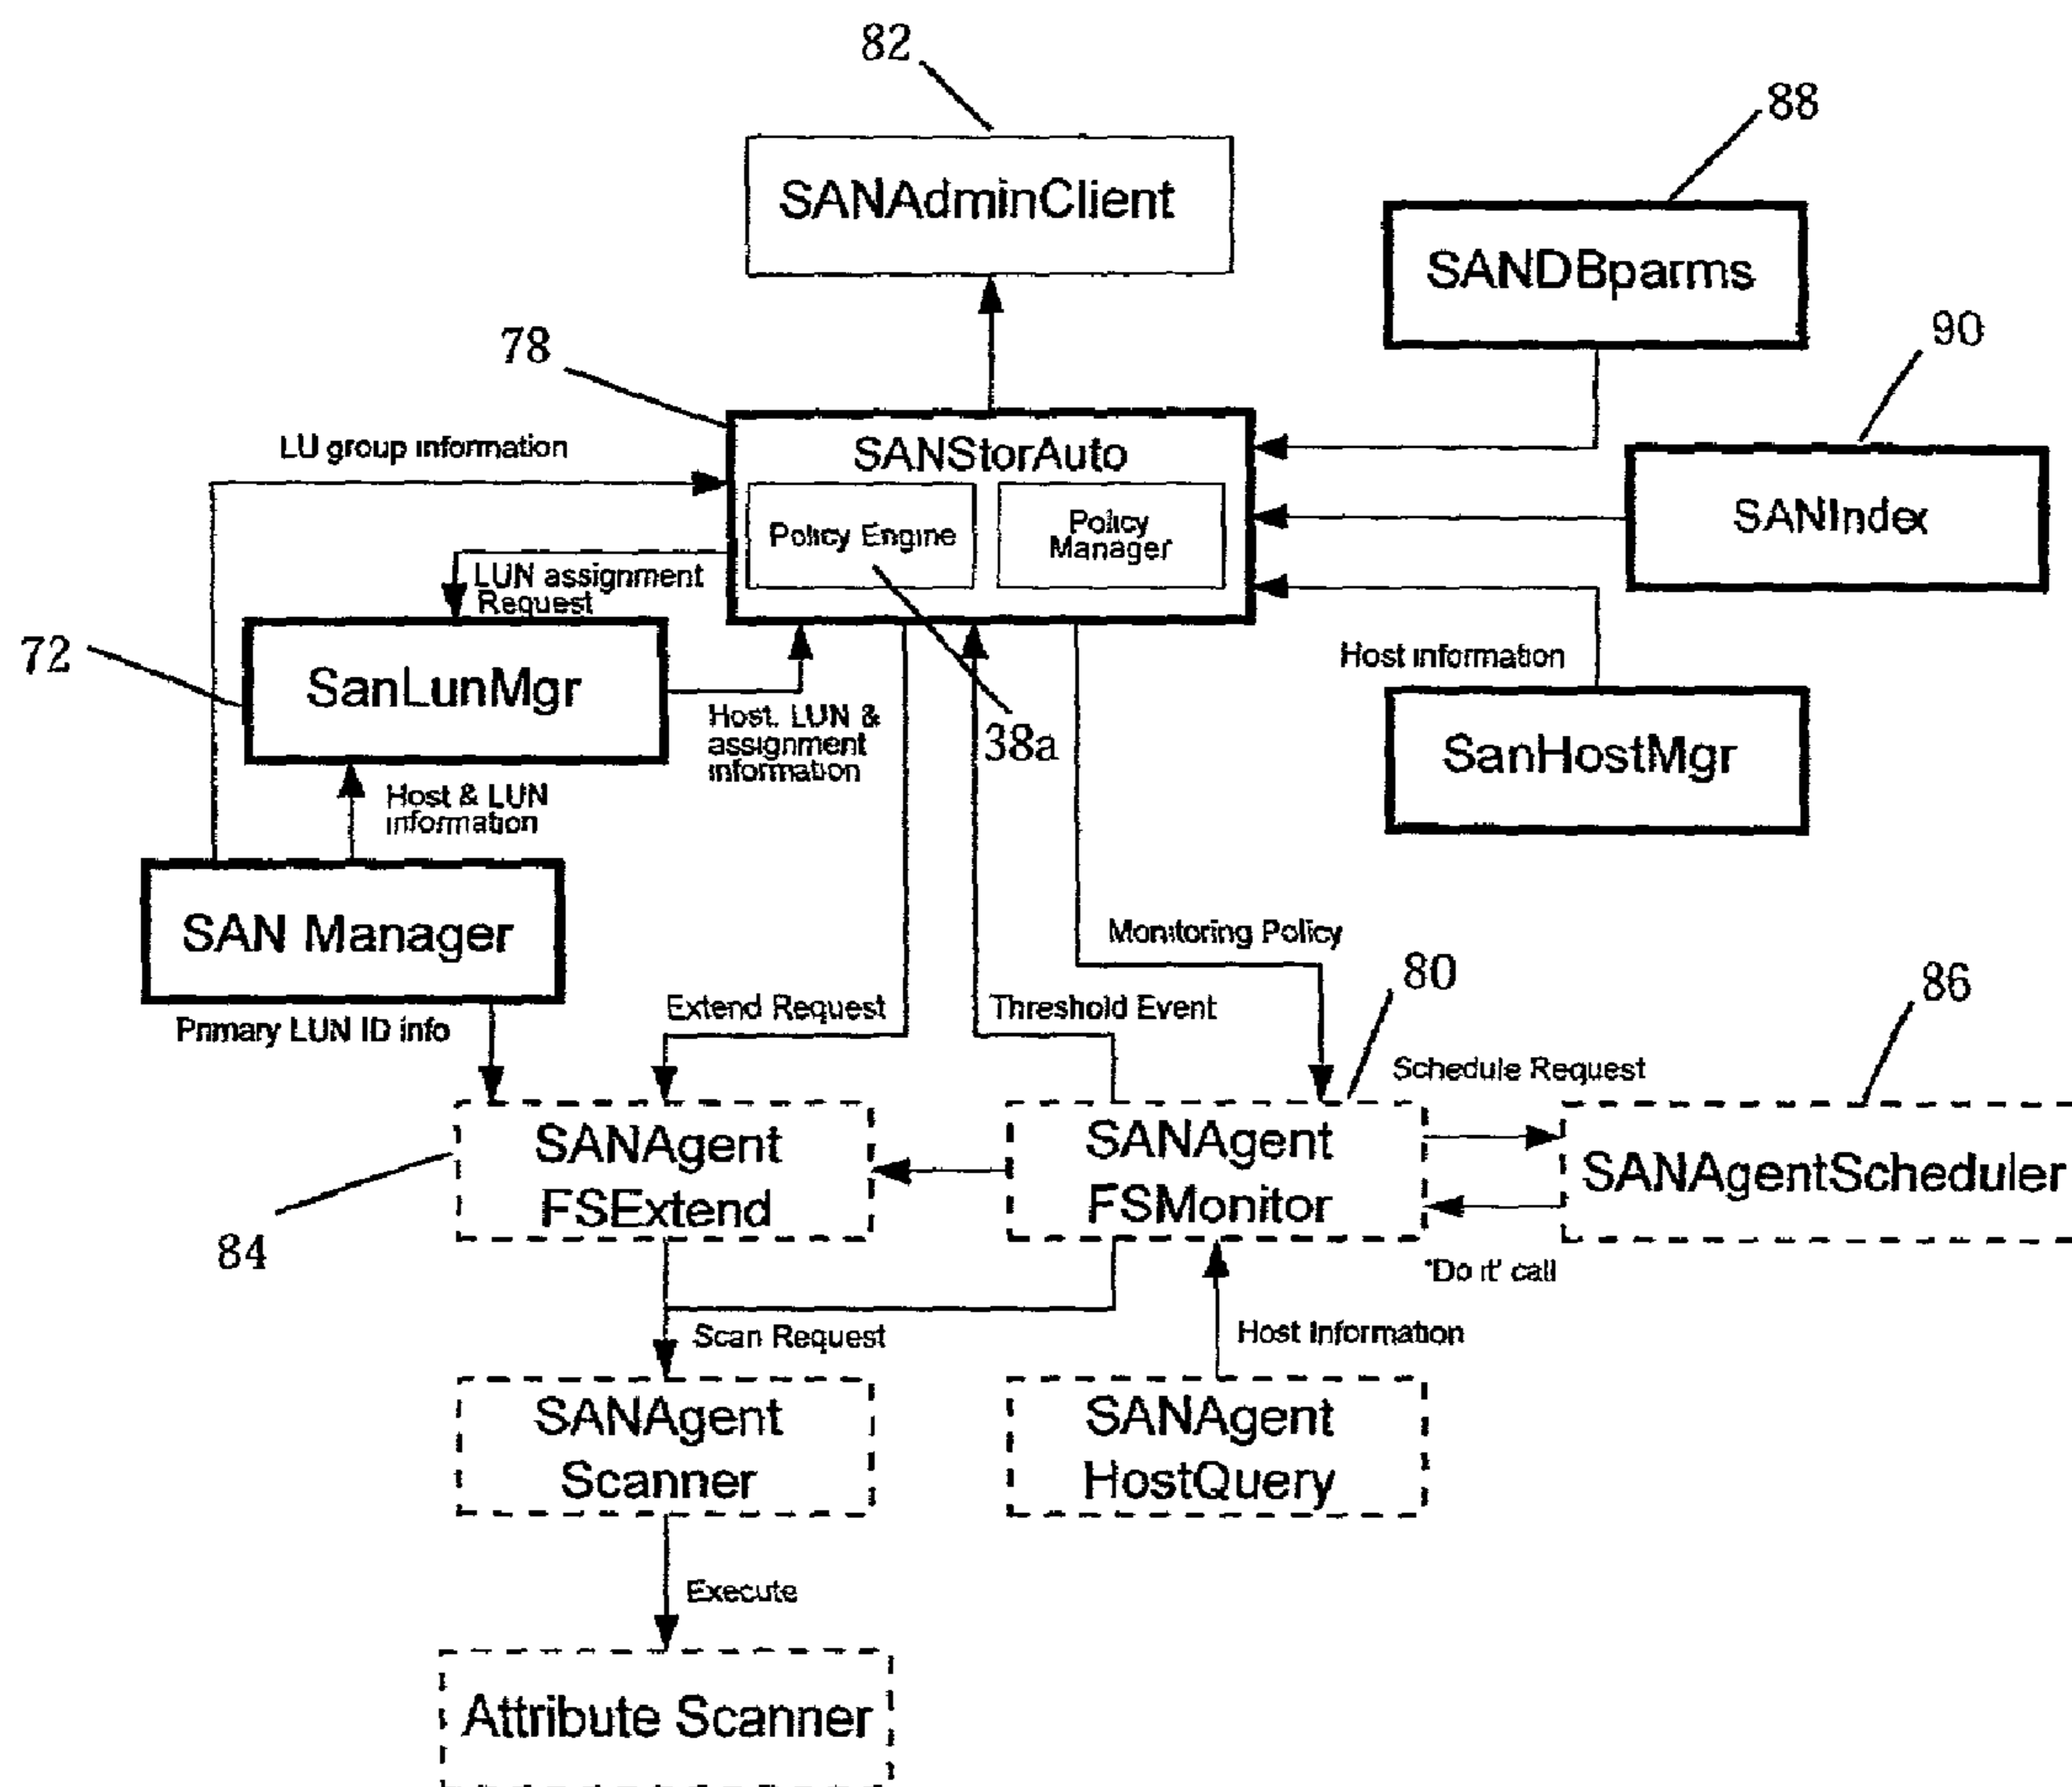 82
88
SANAdminClient
SANDBparms
78
90
LU group information
SANStorAuto
SANIndex
Policy Engine
Policy
Manager
LUN assignment
Request
72
SanLunMgr
Host information
Host, LUN &
assignment
information
38a
SanHostMgr
Host & LUN
information
SAN Manager
Monitoring Policy
80
86
Primary LUN ID info
Extend Request
Threshold Event
Schedule Request
SANAgent
FSExtend
SANAgent
FSMonitor
SANAgentScheduler
84
'Do it' call
Scan Request
Host Information
SANAgent
Scanner
SANAgent
HostQuery
Execute
Attribute Scanner